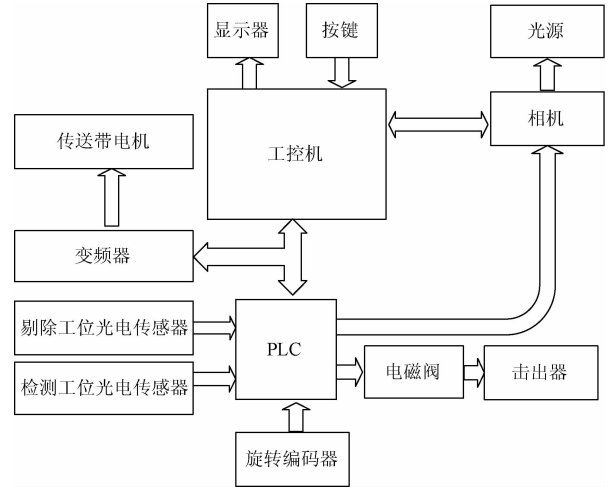 显示器
按键
光源
工控机
相机
传送带电机
变频器
剔除工位光电传感器
PLC
检测工位光电传感器
电磁阀
击出器
旋转编码器